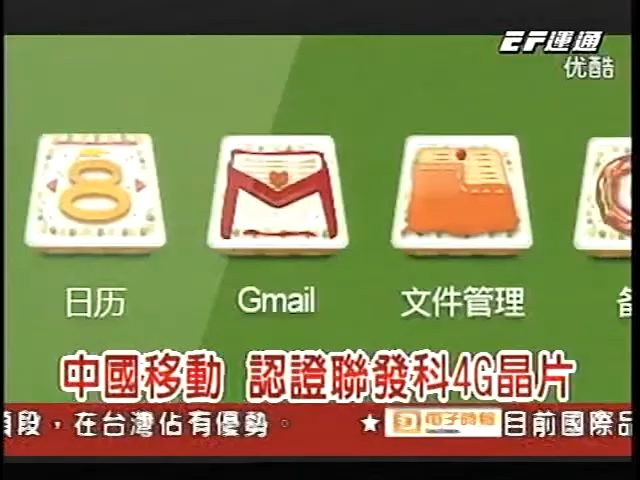 EF運通
优酷
8
日历
Gmail
文件管理
中國移動 認證聯發科4G晶片
段，在台灣佔有優勢。 ★ 電子時報 目前國際品